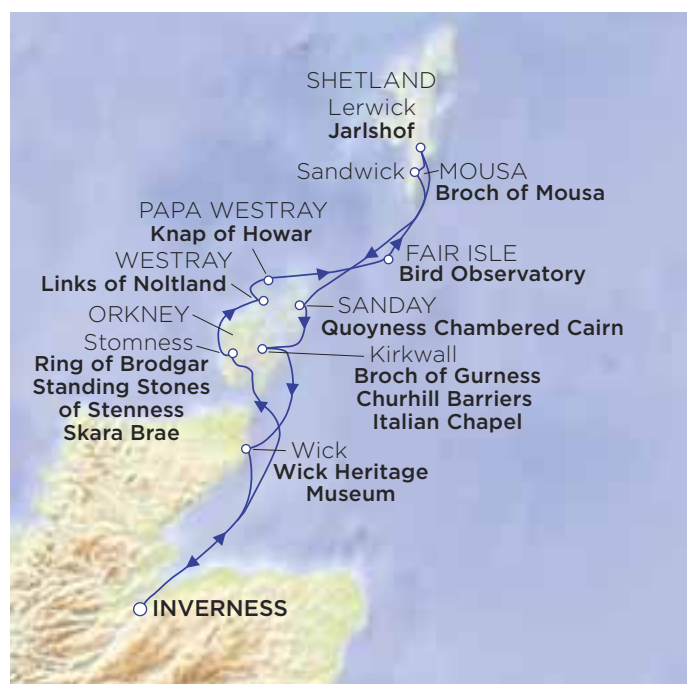 SHETLAND
Lerwick
Jarlshof
Sandwick
MOUSA
Broch of Mousa
PAPA WESTRAY
Knap of Howar
WESTRAY
Links of Noltland
FAIR ISLE
Bird Observatory
ORKNEY
SANDAY
Quoyness Chambered Cairn
Stomness
Ring of Brodgar
Standing Stones
of Stenness
Skara Brae
Kirkwall
Broch of Gurness
Churhill Barriers
Italian Chapel
Wick
Wick Heritage
Museum
INVERNESS